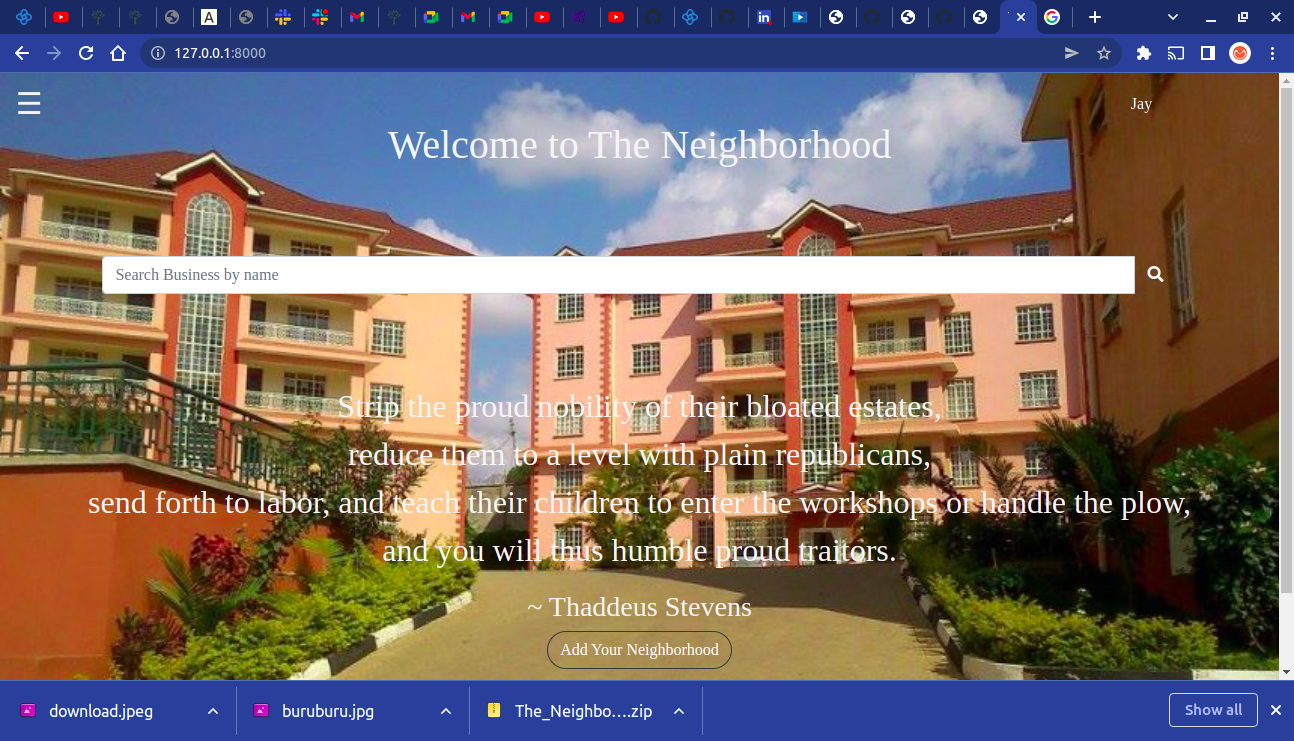 127.0.0.1:8000
Jay
Welcome to The Neighborhood
Search Business by name
Strip the proud nobility of their bloated estates,
reduce them to a level with plain republicans,
send forth to labor, and teach their children to enter the workshops or handle the plow,
and you will thus humble proud traitors.
~ Thaddeus Stevens
Add Your Neighborhood
download.jpeg
buruburu.jpg
The_Neighbo....zip
Show all